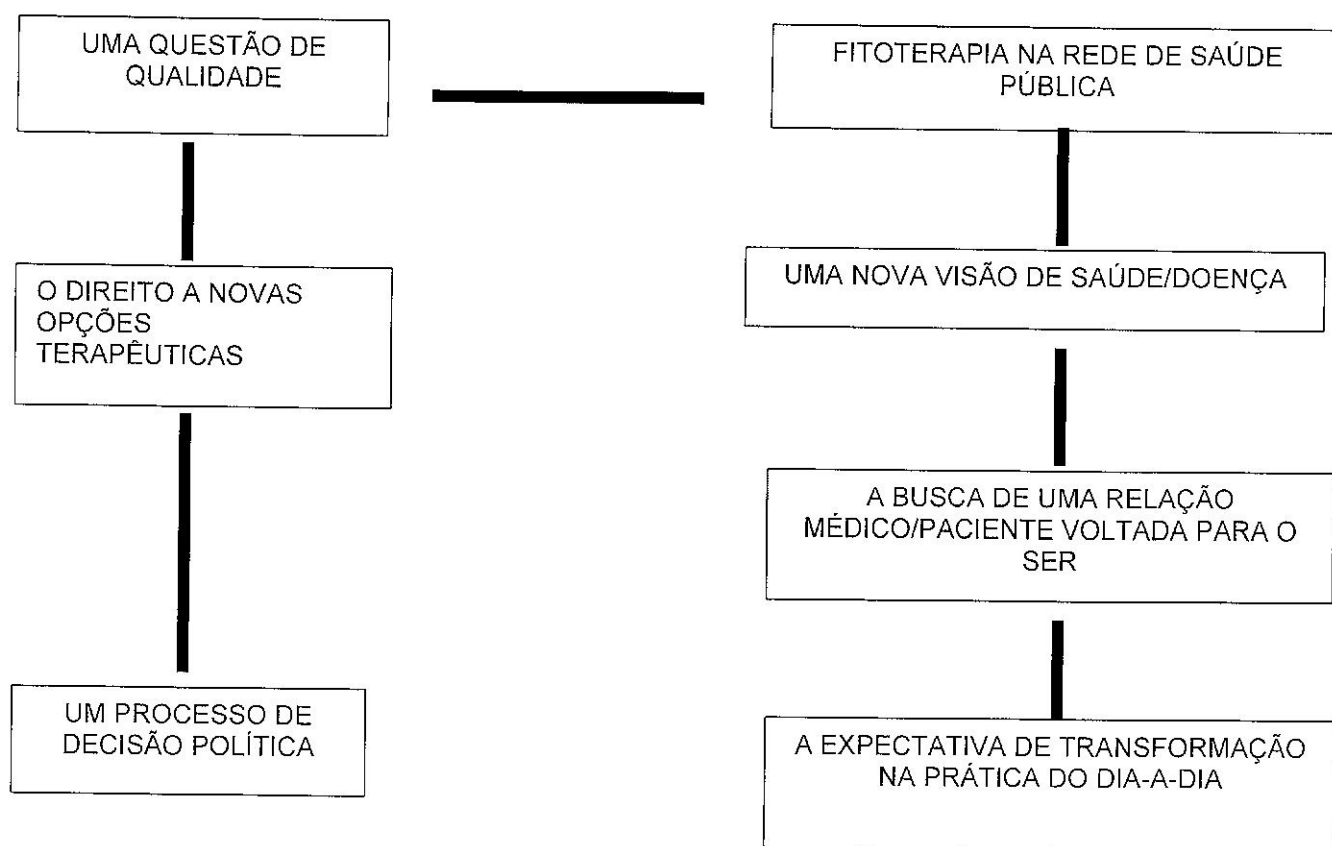 UMA QUESTÃO DE
QUALIDADE
FITOTERAPIA NA REDE DE SAÚDE
PÚBLICA
O DIREITO A NOVAS
OPÇÕES
TERAPÊUTICAS
UMA NOVA VISÃO DE SAÚDE/DOENÇA
A BUSCA DE UMA RELAÇÃO
MÉDICO/PACIENTE VOLTADA PARA O
SER
UM PROCESSO DE
DECISÃO POLÍTICA
A EXPECTATIVA DE TRANSFORMAÇÃO
NA PRÁTICA DO DIA-A-DIA